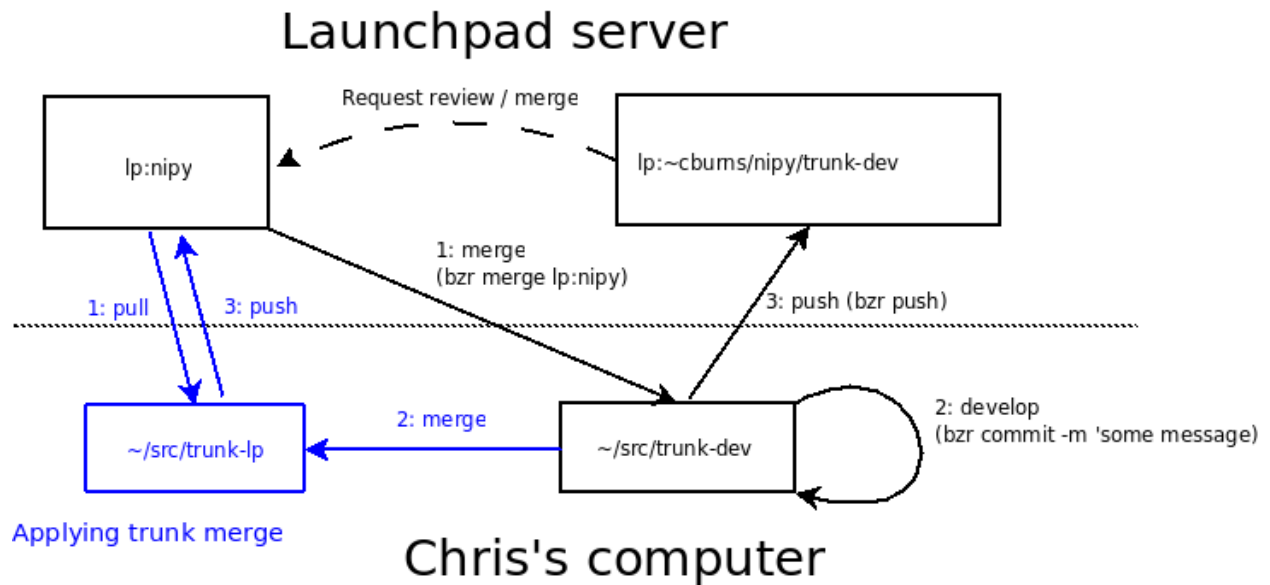 Launchpad server
Request review / merge
lp:nipy
lp:~cburns/nipy/trunk-dev
1: merge
(bzr merge lp:nipy)
1: pull
3: push
3: push (bzr push)
2: merge
2: develop
(bzr commit -m 'some message)
~/src/trunk-lp
~/src/trunk-dev
Applying trunk merge
Chris's computer